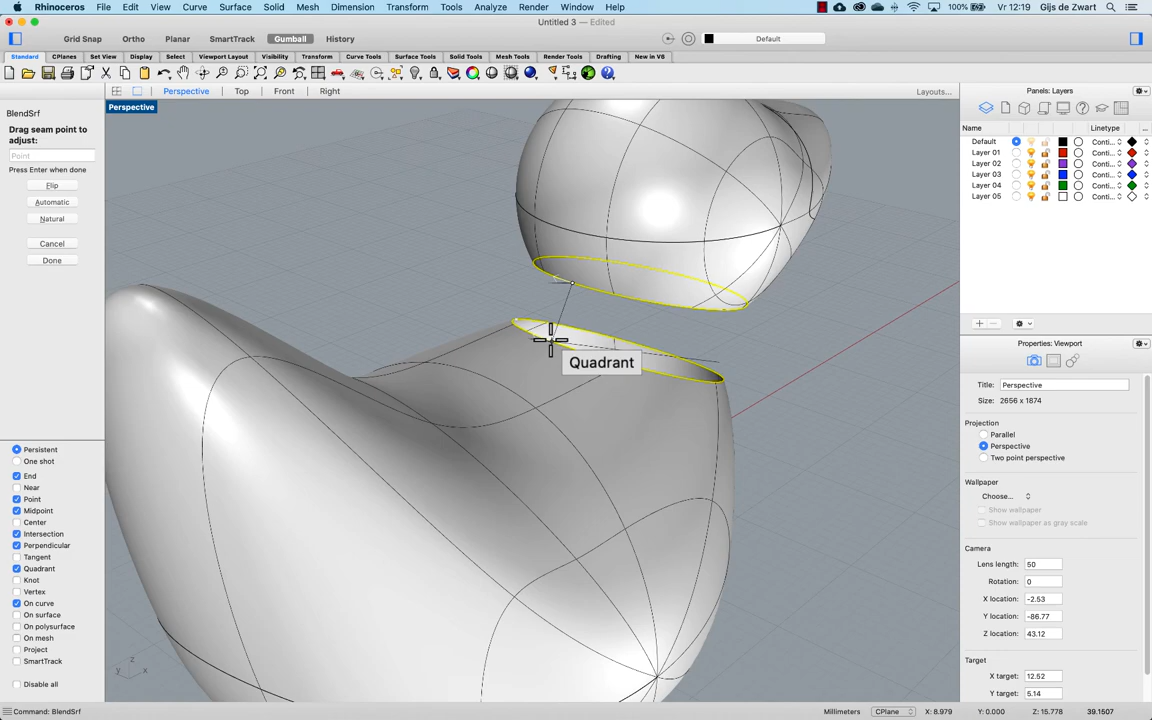 Rhinoceros File Edit View Curve Surface Solid Mesh Dimension Transform Tools Analyze Render Window Help 100% Vr 12:19 Gijs de Zwart
Untitled 3 — Edited
Grid Snap Ortho Planar SmartTrack Gumball History Default
Standard CPlanes Set View Display Select Viewport Layout Visibility Transform Curve Tools Surface Tools Solid Tools Mesh Tools Render Tools Drafting New in V6
Perspective Top Front Right Layouts... Panels: Layers
Perspective
BlendSrf
Drag seam point to adjust:
Point
Press Enter when done
Flip
Automatic
Natural
Cancel
Done
Persistent
One shot
End
Near
Point
Midpoint
Center
Intersection
Perpendicular
Tangent
Quadrant
Knot
Vertex
On curve
On surface
On polysurface
On mesh
Project
SmartTrack
Disable all
Quadrant
z
y x
Name Linetype ...
Default Conti...
Layer 01 Conti...
Layer 02 Conti...
Layer 03 Conti...
Layer 04 Conti...
Layer 05 Conti...
Properties: Viewport
Title: Perspective
Size: 2656 x 1874
Projection
Parallel
Perspective
Two point perspective
Wallpaper
Choose...
Show wallpaper
Show wallpaper as gray scale
Camera
Lens length: 50
Rotation: 0
X location: -2.53
Y location: -86.77
Z location: 43.12
Target
X target: 12.52
Y target: 5.14
Command: BlendSrf Millimeters CPlane X: 8.979 Y: 0.000 Z: 15.778 39.1507